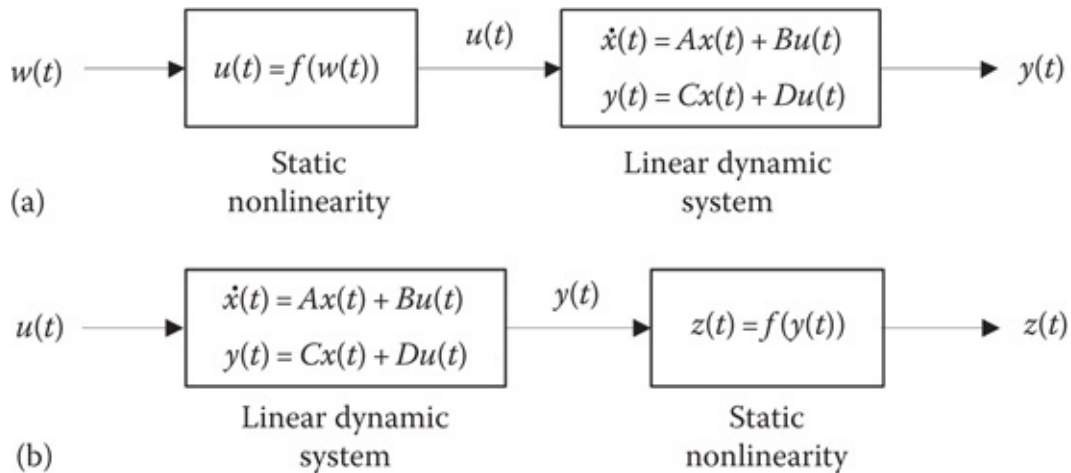 w(t)
u(t) = f(w(t))
u(t)
ẋ(t) = Ax(t) + Bu(t)
y(t) = Cx(t) + Du(t)
y(t)
Static
nonlinearity
Linear dynamic
system
(a)
u(t)
ẋ(t) = Ax(t) + Bu(t)
y(t) = Cx(t) + Du(t)
y(t)
z(t) = f(y(t))
z(t)
Linear dynamic
system
Static
nonlinearity
(b)